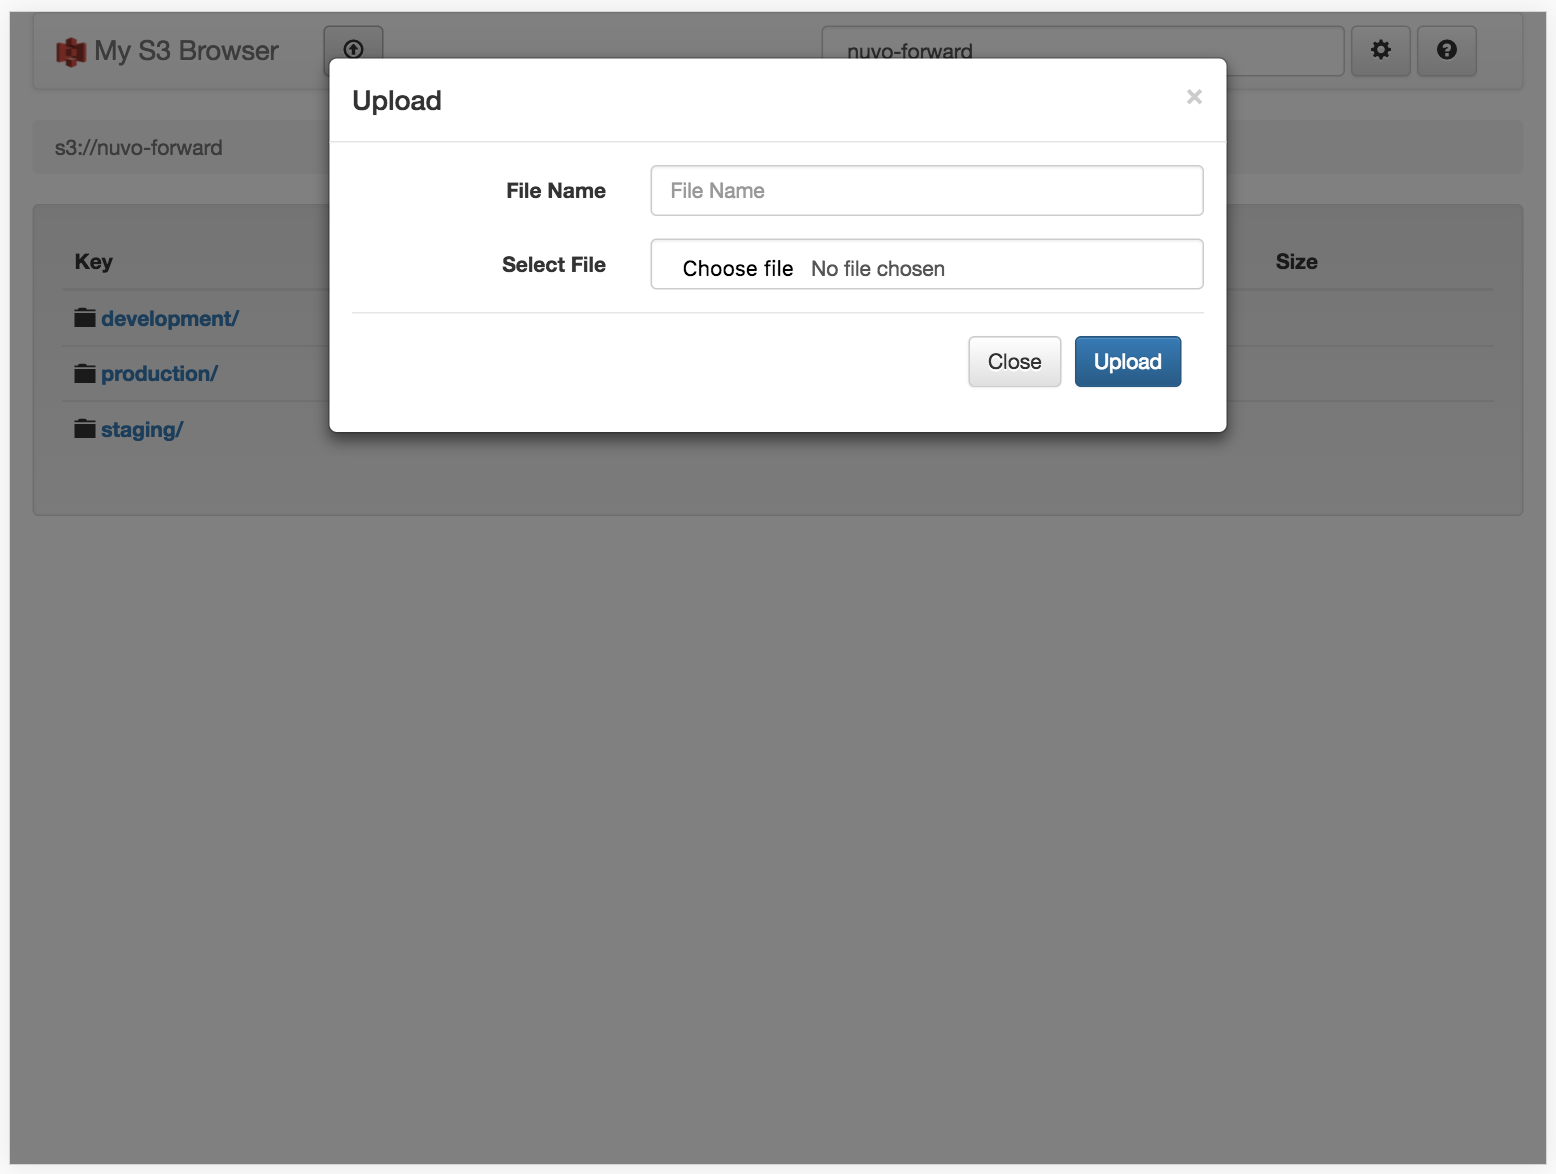 My S3 Browser
nuvo-forward
Upload ×
s3://nuvo-forward
File Name File Name
Select File Choose file No file chosen
Close Upload
Key Size
development/
production/
staging/